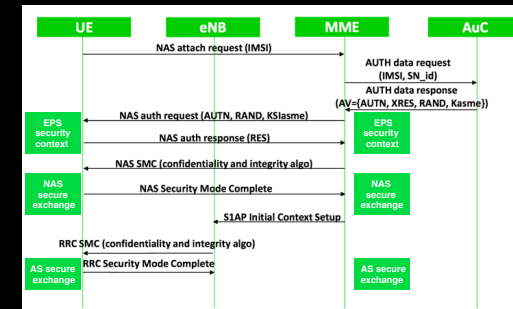 UE eNB MME AuC
NAS attach request (IMSI)
AUTH data request
(IMSI, SN_id)
AUTH data response
(AV={AUTN, XRES, RAND, Kasme})
NAS auth request (AUTN, RAND, KSIasme)
EPS
security
context
EPS
security
context
NAS auth response (RES)
NAS SMC (confidentiality and integrity algo)
NAS
secure
exchange
NAS Security Mode Complete
NAS
secure
exchange
S1AP Initial Context Setup
RRC SMC (confidentiality and integrity algo)
AS secure
exchange
RRC Security Mode Complete
AS secure
exchange